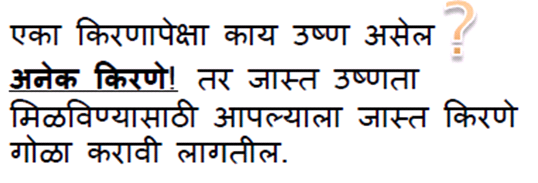 एका किरणापेक्षा काय उष्ण असेल ?
अनेक किरणे! तर जास्त उष्णता
मिळविण्यासाठी आपल्याला जास्त किरणे
गोळा करावी लागतील.